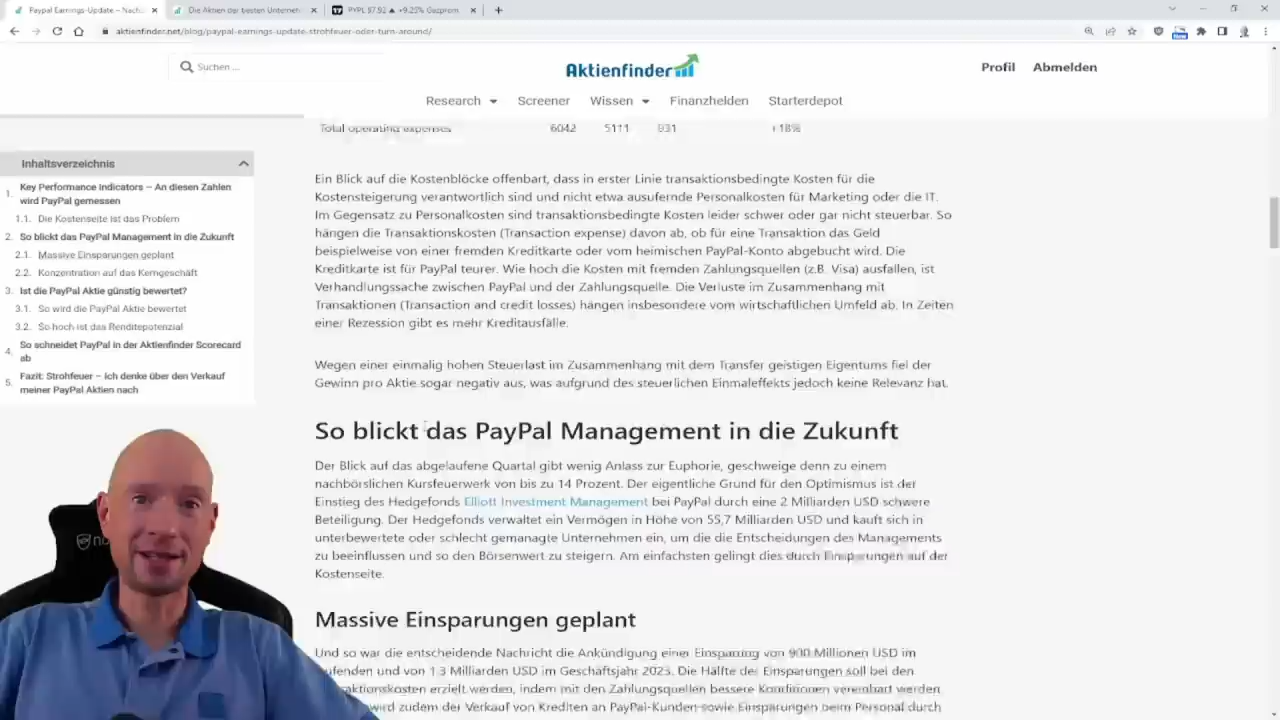 Paypal Earnings-Update – Nach
Die Aktien der besten Unterneh
PYPL 97.92 ▲ +9.25% Gazprom
aktienfinder.net/blog/paypal-earnings-update-strohfeuer-oder-turn-around/
Suchen ...
Aktienfinder
Profil Abmelden
Research Screener Wissen Finanzhelden Starterdepot
Total operating expenses 6042 5111 931 +18%
Inhaltsverzeichnis
1. Key Performance Indicators – An diesen Zahlen
wird PayPal gemessen
1.1. Die Kostenseite ist das Problem
2. So blickt das PayPal Management in die Zukunft
2.1. Massive Einsparungen geplant
2.2. Konzentration auf das Kerngeschäft
3. Ist die PayPal Aktie günstig bewertet?
3.1. So wird die PayPal Aktie bewertet
3.2. So hoch ist das Renditepotenzial
4. So schneidet PayPal in der Aktienfinder Scorecard
ab
5. Fazit: Strohfeuer – Ich denke über den Verkauf
meiner PayPal Aktien nach
Ein Blick auf die Kostenblöcke offenbart, dass in erster Linie transaktionsbedingte Kosten für die
Kostensteigerung verantwortlich sind und nicht etwa ausufernde Personalkosten für Marketing oder die IT.
Im Gegensatz zu Personalkosten sind transaktionsbedingte Kosten leider schwer oder gar nicht steuerbar. So
hängen die Transaktionskosten (Transaction expense) davon ab, ob für eine Transaktion das Geld
beispielweise von einer fremden Kreditkarte oder vom heimischen PayPal-Konto abgebucht wird. Die
Kreditkarte ist für PayPal teurer. Wie hoch die Kosten mit fremden Zahlungsquellen (z.B. Visa) ausfallen, ist
Verhandlungssache zwischen PayPal und der Zahlungsquelle. Die Verluste im Zusammenhang mit
Transaktionen (Transaction and credit losses) hängen insbesondere vom wirtschaftlichen Umfeld ab. In Zeiten
einer Rezession gibt es mehr Kreditausfälle.
Wegen einer einmalig hohen Steuerlast im Zusammenhang mit dem Transfer geistigen Eigentums fiel der
Gewinn pro Aktie sogar negativ aus, was aufgrund des steuerlichen Einmaleffekts jedoch keine Relevanz hat.
So blickt das PayPal Management in die Zukunft
Der Blick auf das abgelaufene Quartal gibt wenig Anlass zur Euphorie, geschweige denn zu einem
nachbörslichen Kursfeuerwerk von bis zu 14 Prozent. Der eigentliche Grund für den Optimismus ist der
Einstieg des Hedgefonds Elliott Investment Management bei PayPal durch eine 2 Milliarden USD schwere
Beteiligung. Der Hedgefonds verwaltet ein Vermögen in Höhe von 55,7 Milliarden USD und kauft sich in
unterbewertete oder schlecht gemanagte Unternehmen ein, um die die Entscheidungen des Managements
zu beeinflussen und so den Börsenwert zu steigern. Am einfachsten gelingt dies durch Einsparungen auf der
Kostenseite.
Massive Einsparungen geplant
Und so war die entscheidende Nachricht die Ankündigung einer Einsparung von 900 Millionen USD im
aufenden und von 1.3 Milliarden USD im Geschäftsjahr 2023. Die Hälfte der Einsparungen soll bei den
aktionskosten erzielt werden, indem mit den Zahlungsquellen bessere Konditionen vereinbart werden
wird zudem der Verkauf von Krediten an PayPal-Kunden sowie Einsparungen beim Personal durch